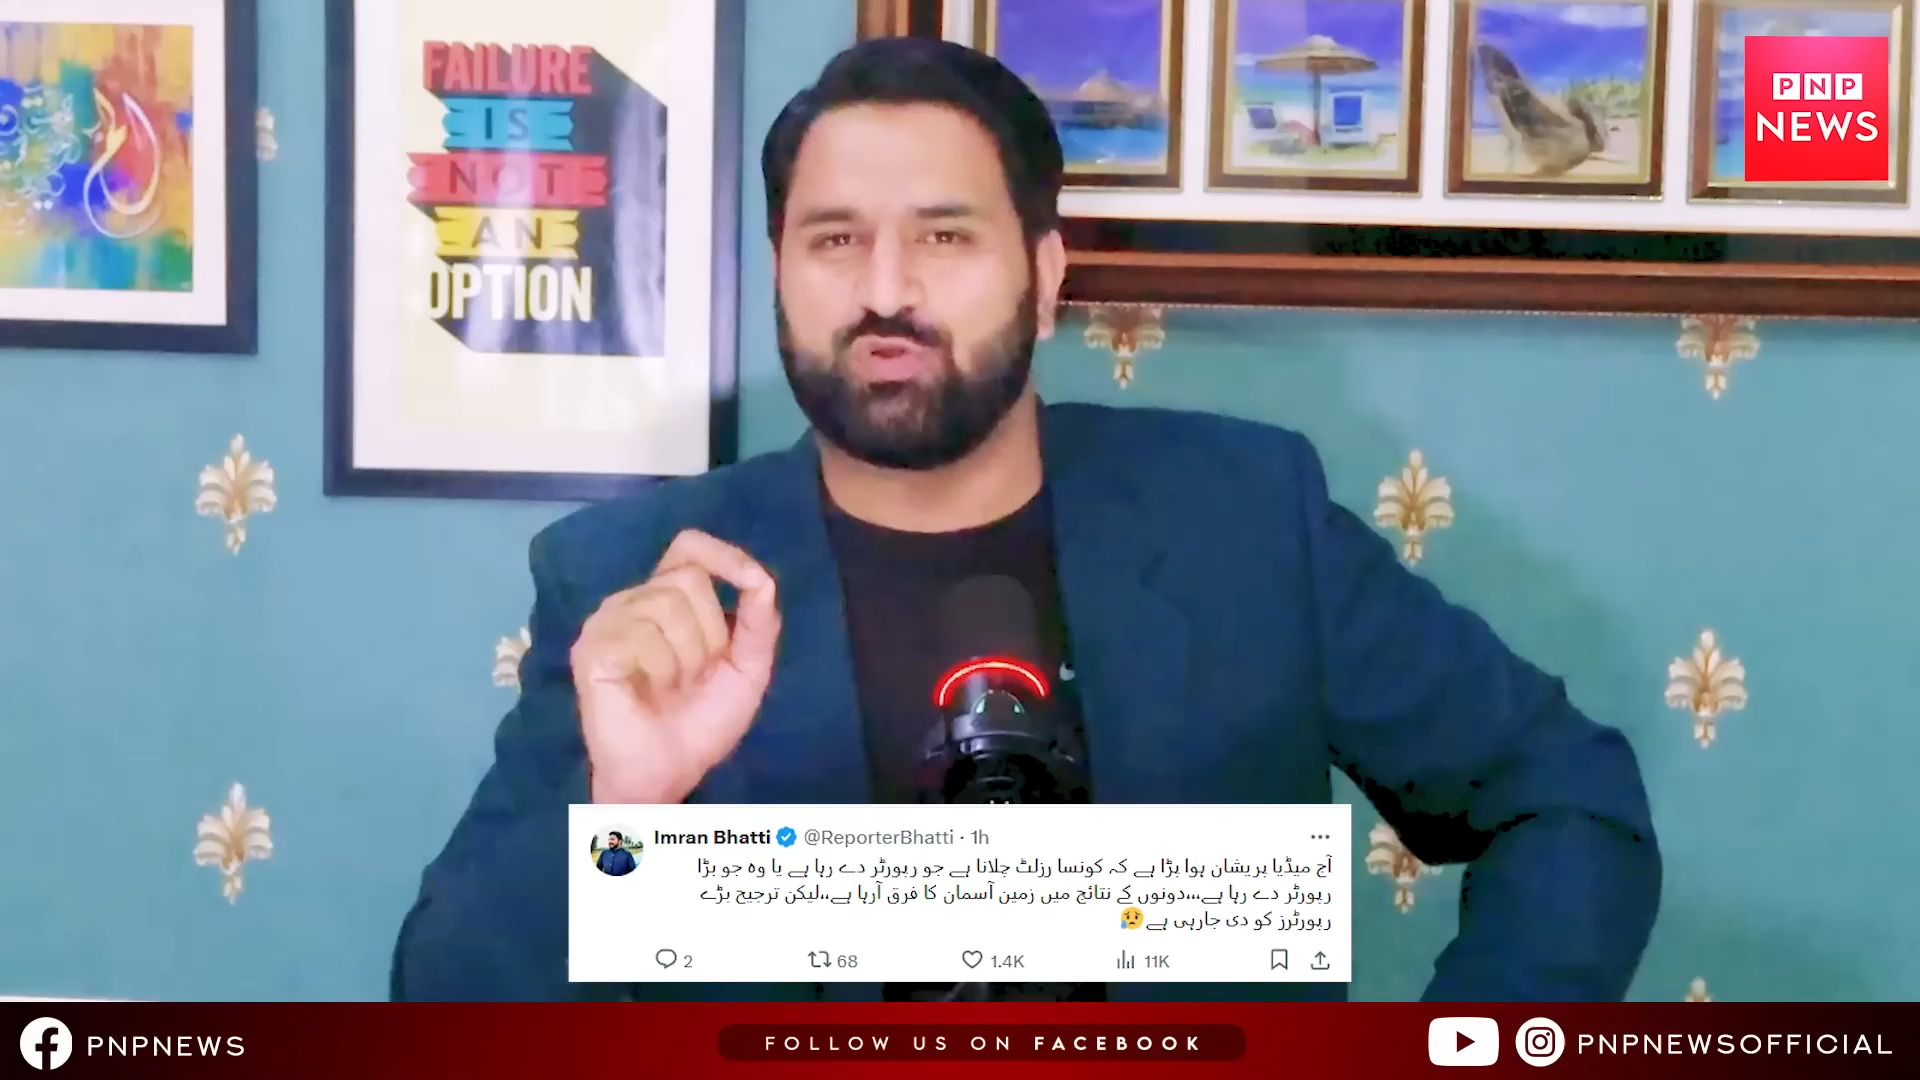 FAILURE
IS
NOT
AN
OPTION
PNP
NEWS
Imran Bhatti @ReporterBhatti · 1h
آج میڈیا پریشان ہوا پڑا ہے کہ کونسا رزلٹ چلانا ہے جو رپورٹر دے رہا ہے یا وہ جو بڑا
رپورٹر دے رہا ہے،،،دونوں کے نتائج میں زمین آسمان کا فرق آرہا ہے،،لیکن ترجیح بڑے
رپورٹرز کو دی جارہی ہے😥
2 68 1.4K 11K
PNPNEWS
FOLLOW US ON FACEBOOK
PNPNEWSOFFICIAL